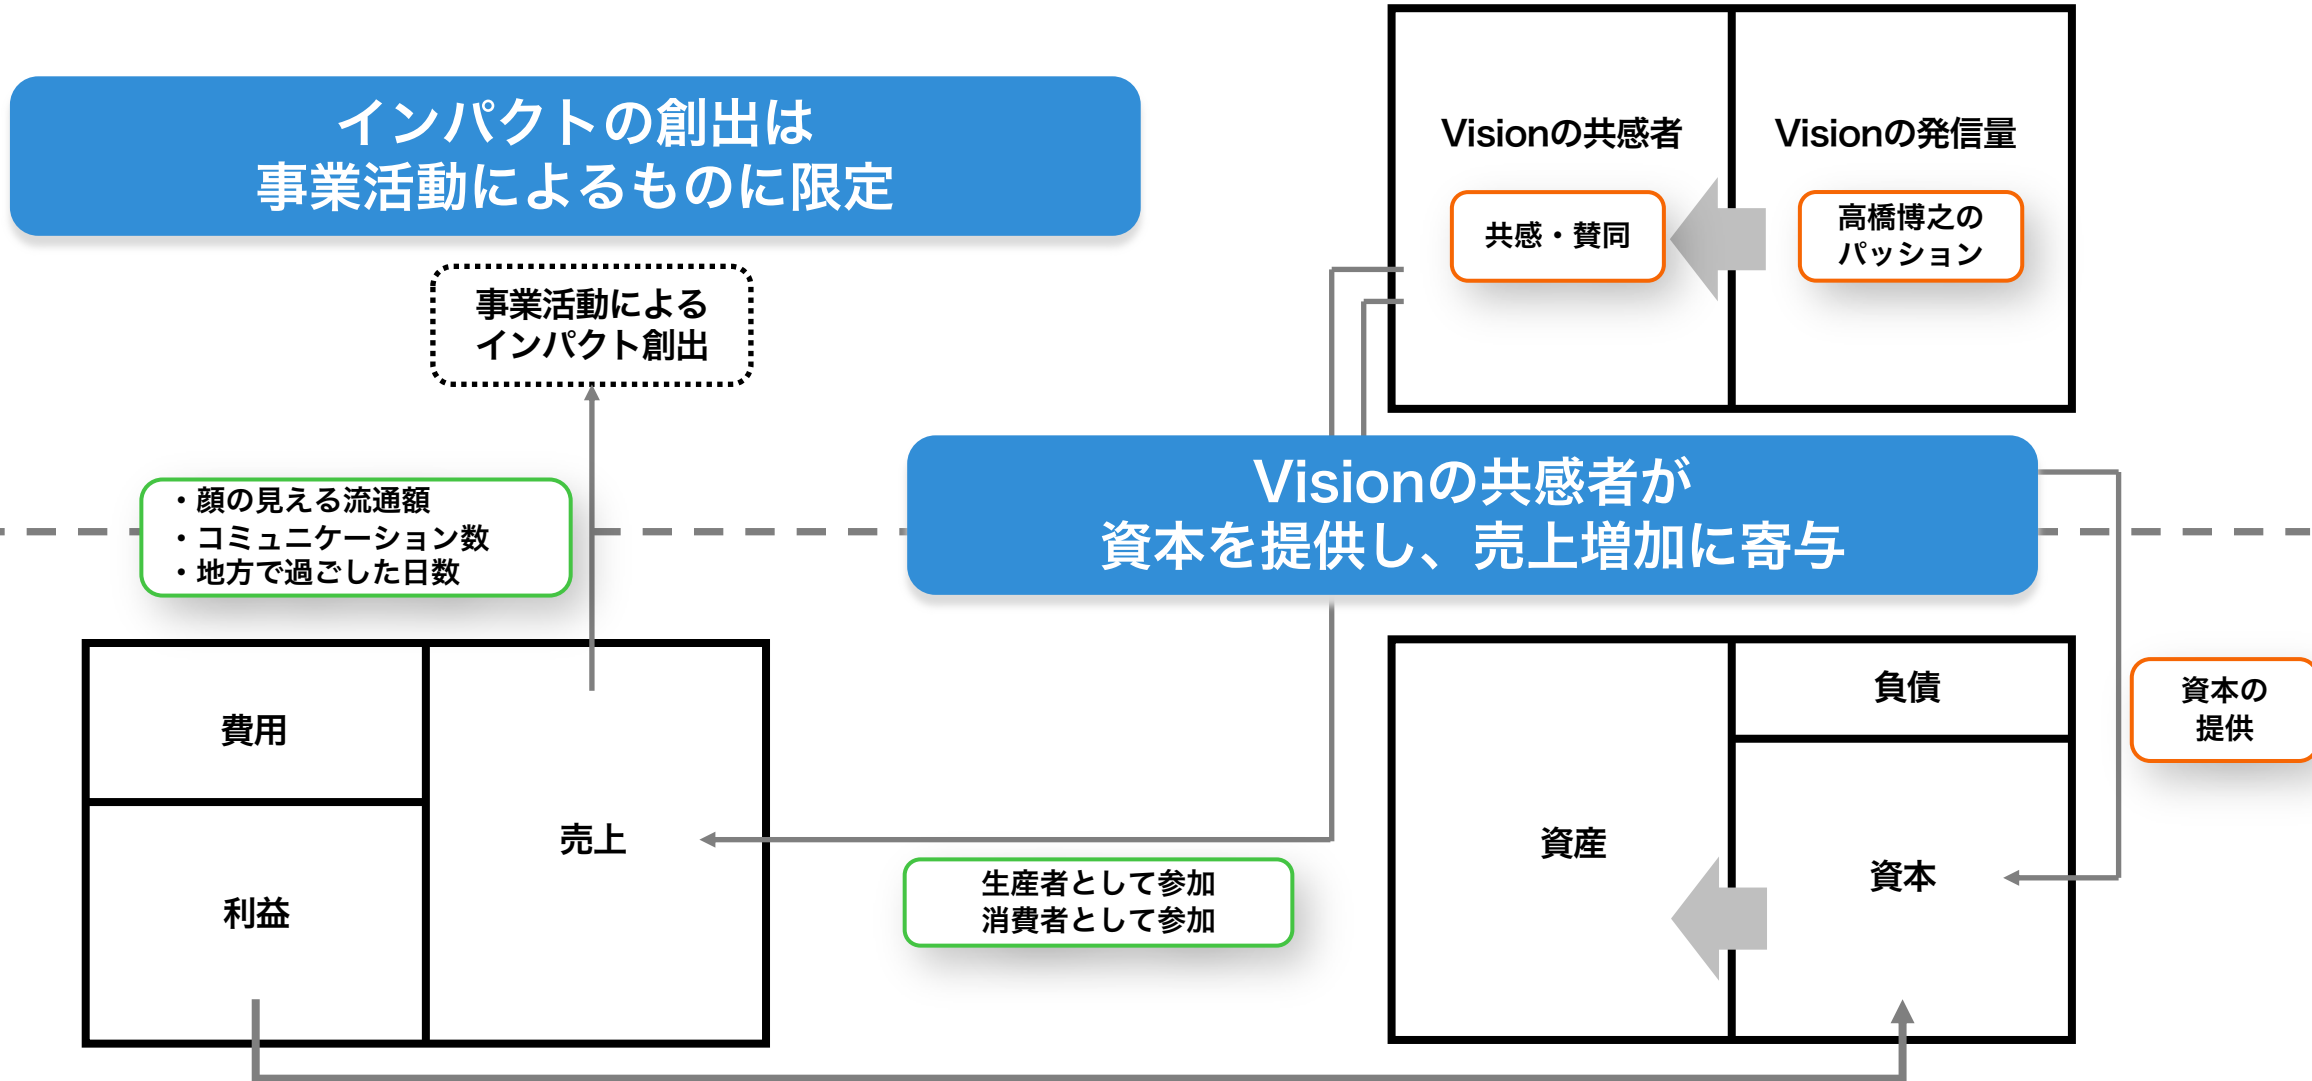 インパクトの創出は
事業活動によるものに限定
Visionの共感者
Visionの発信量
共感・賛同
高橋博之の
パッション
事業活動による
インパクト創出
・顔の見える流通額
・コミュニケーション数
・地方で過ごした日数
Visionの共感者が
資本を提供し、売上増加に寄与
費用
利益
売上
生産者として参加
消費者として参加
資産
負債
資本
資本の
提供